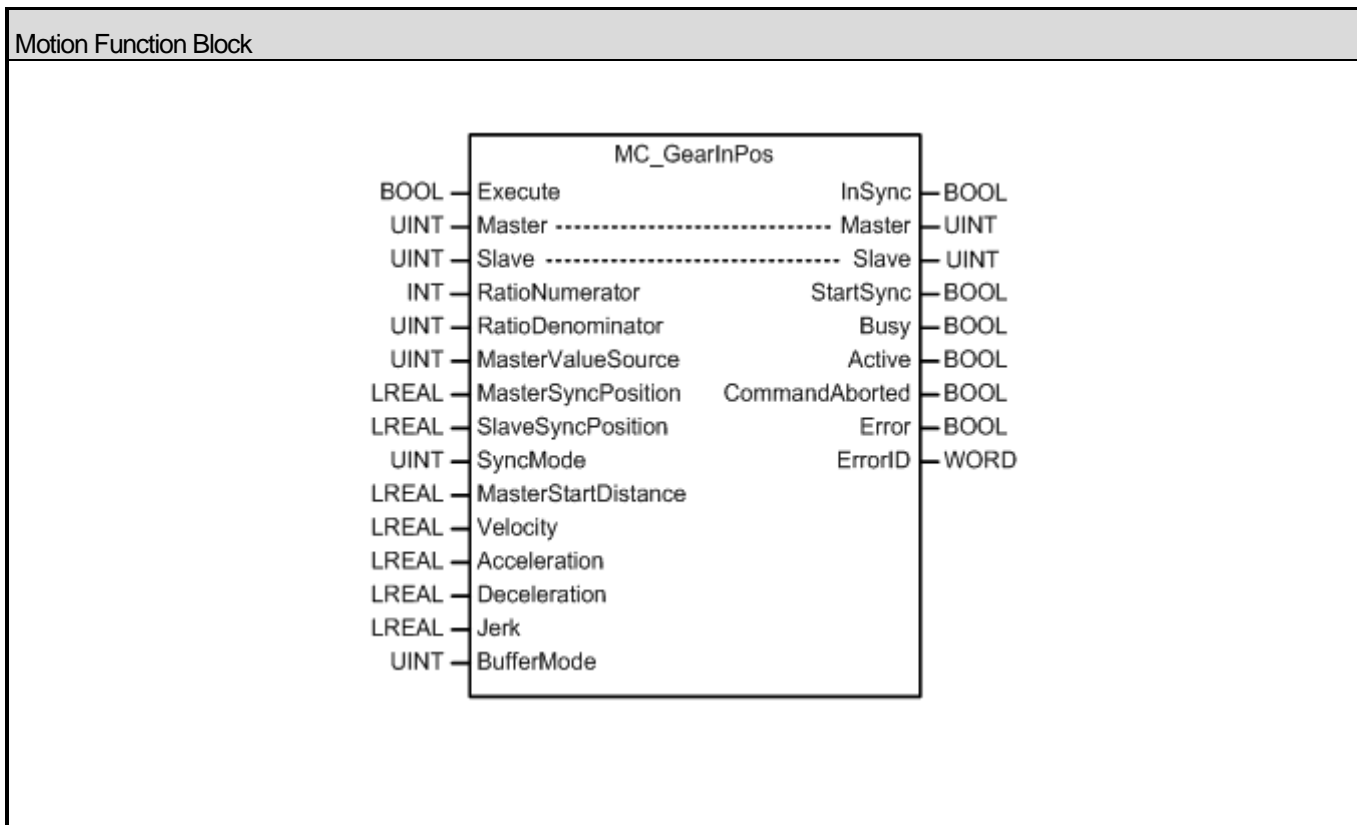 Motion Function Block
MC_GearInPos
BOOL Execute InSync BOOL
UINT Master Master UINT
UINT Slave Slave UINT
INT RatioNumerator StartSync BOOL
UINT RatioDenominator Busy BOOL
UINT MasterValueSource Active BOOL
LREAL MasterSyncPosition CommandAborted BOOL
LREAL SlaveSyncPosition Error BOOL
UINT SyncMode ErrorID WORD
LREAL MasterStartDistance
LREAL Velocity
LREAL Acceleration
LREAL Deceleration
LREAL Jerk
UINT BufferMode